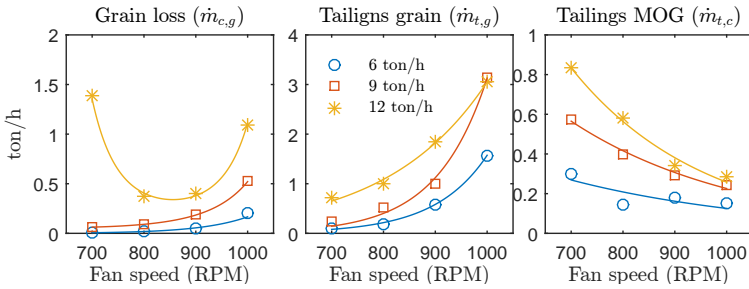 Grain loss (ṁ_{c,g})
Tailigns grain (ṁ_{t,g})
Tailings MOG (ṁ_{t,c})
ton/h
2
1.5
1
0.5
0
700 800 900 1000
Fan speed (RPM)
4
3
2
1
0
6 ton/h
9 ton/h
12 ton/h
700 800 900 1000
Fan speed (RPM)
1
0.8
0.6
0.4
0.2
0
700 800 900 1000
Fan speed (RPM)